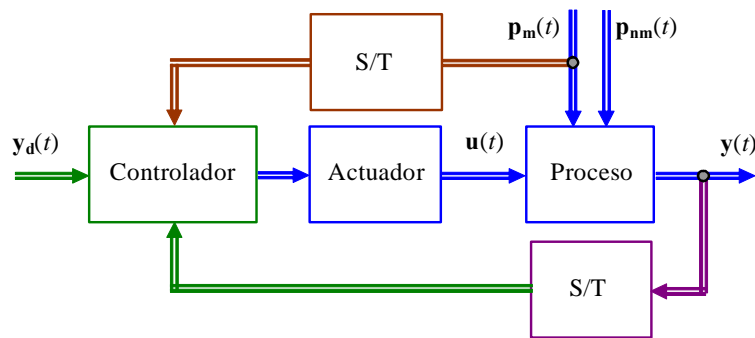 p_m(t)
p_nm(t)
S/T
y_d(t)
Controlador
Actuador
u(t)
Proceso
y(t)
S/T